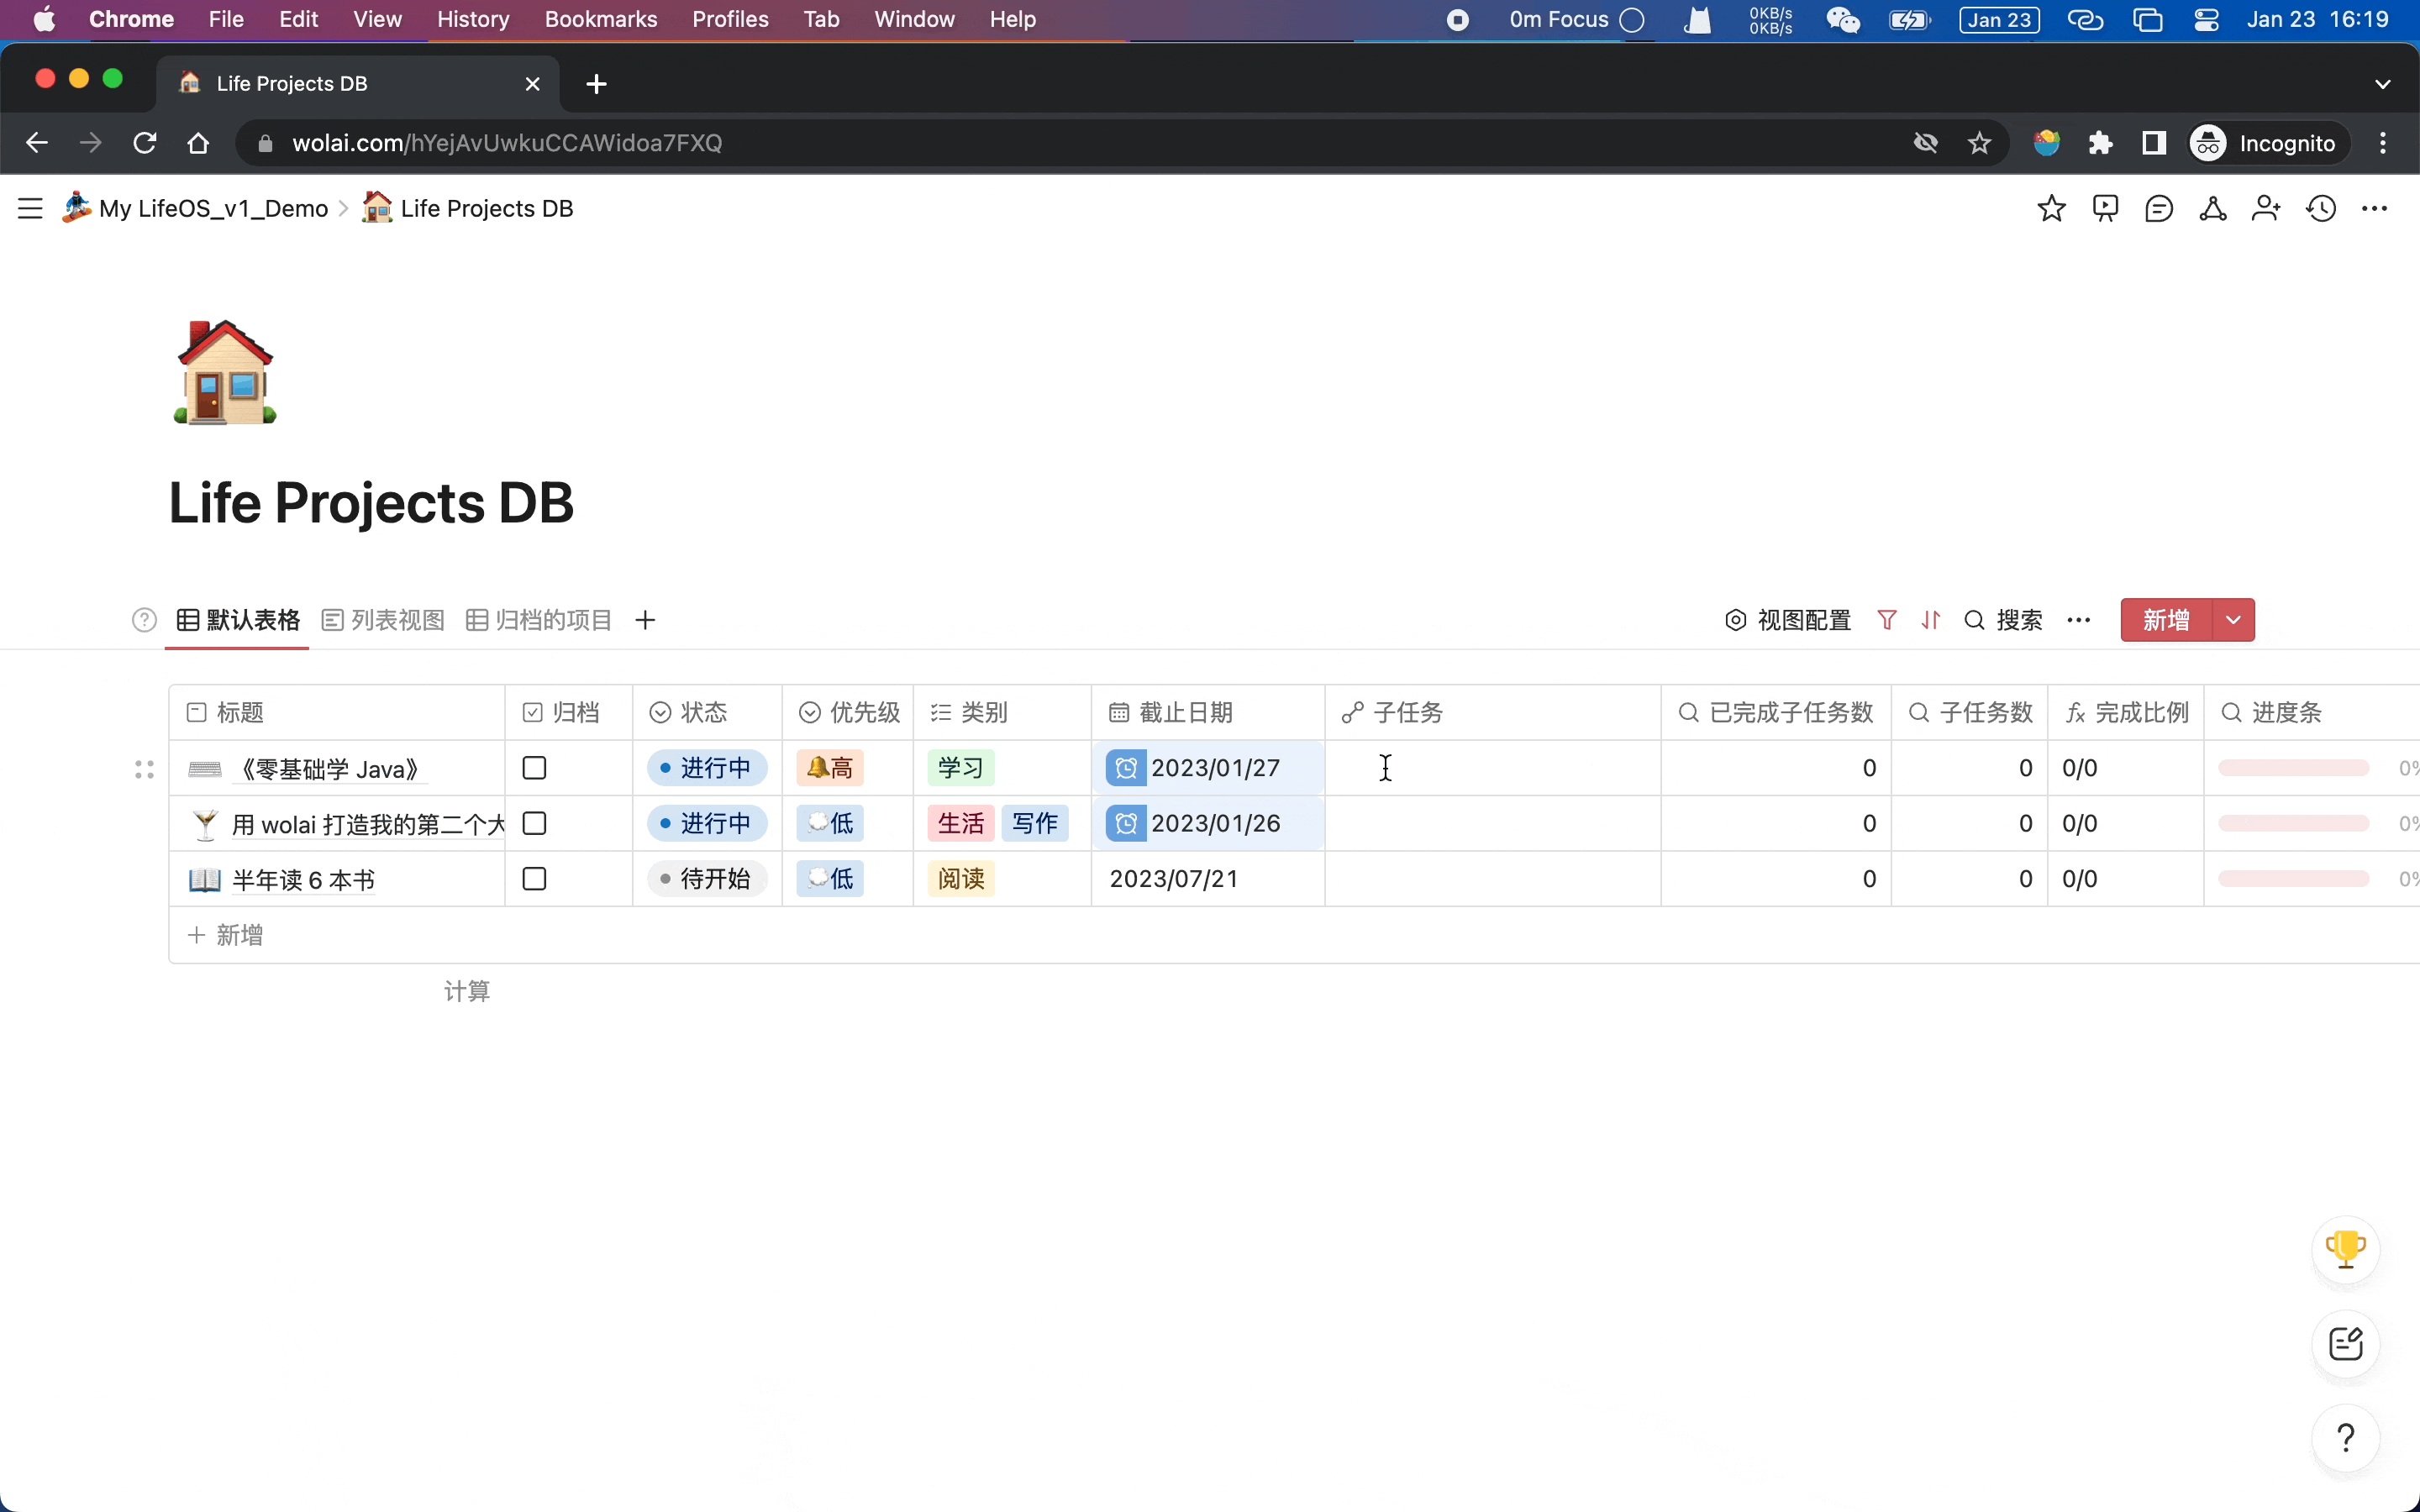 Chrome File Edit View History Bookmarks Profiles Tab Window Help 0m Focus 0KB/s 0KB/s Jan 23 Jan 23 16:19
Life Projects DB
wolai.com/hYejAvUwkuCCAWidoa7FXQ Incognito
My LifeOS_v1_Demo > Life Projects DB
Life Projects DB
默认表格 列表视图 归档的项目 + 视图配置 搜索 ··· 新增
标题 归档 状态 优先级 类别 截止日期 子任务 已完成子任务数 子任务数 fx 完成比例 进度条
《零基础学 Java》 进行中 高 学习 2023/01/27 0 0 0/0 0%
用 wolai 打造我的第二个大 进行中 低 生活 写作 2023/01/26 0 0 0/0 0%
半年读 6 本书 待开始 低 阅读 2023/07/21 0 0 0/0 0%
+ 新增
计算
?